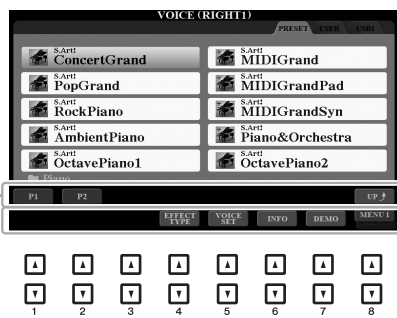 VOICE (RIGHT1)
PRESET USER USB1
S.Art!
ConcertGrand
S.Art!
MIDIGrand
S.Art!
PopGrand
S.Art!
MIDIGrandPad
S.Art!
RockPiano
S.Art!
MIDIGrandSyn
S.Art!
AmbientPiano
S.Art!
Piano&Orchestra
S.Art!
OctavePiano1
S.Art!
OctavePiano2
Piano
P1 P2 UP
EFFECT TYPE VOICE SET INFO DEMO MENU 1
1 2 3 4 5 6 7 8